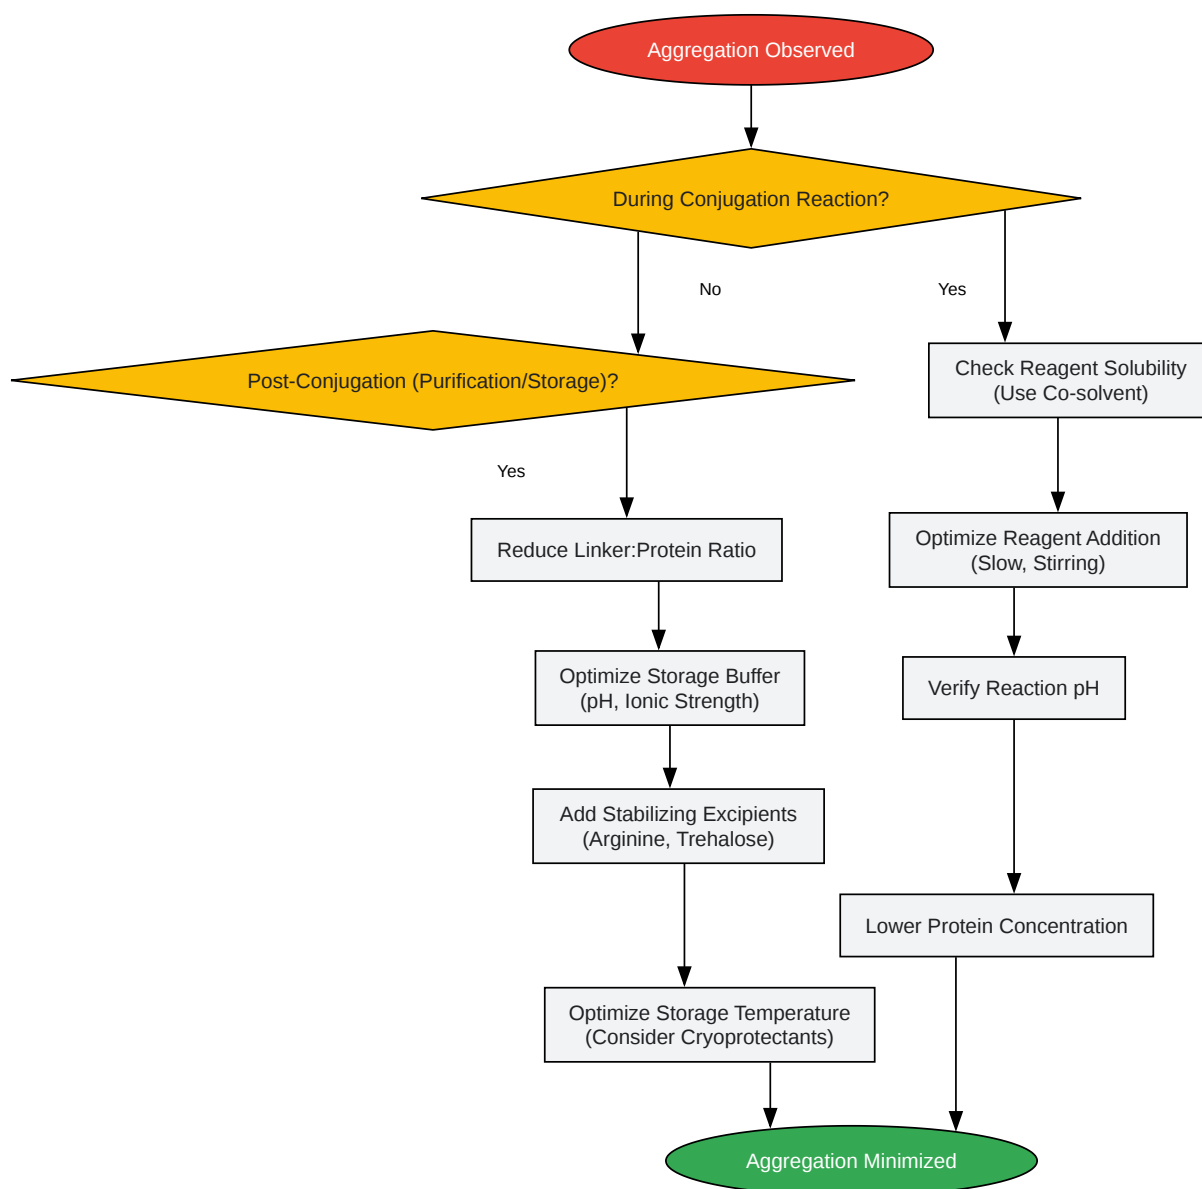 Aggregation Observed
During Conjugation Reaction?
No
Yes
Post-Conjugation (Purification/Storage)?
Check Reagent Solubility
(Use Co-solvent)
Yes
Reduce Linker:Protein Ratio
Optimize Reagent Addition
(Slow, Stirring)
Optimize Storage Buffer
(pH, Ionic Strength)
Verify Reaction pH
Add Stabilizing Excipients
(Arginine, Trehalose)
Lower Protein Concentration
Optimize Storage Temperature
(Consider Cryoprotectants)
Aggregation Minimized